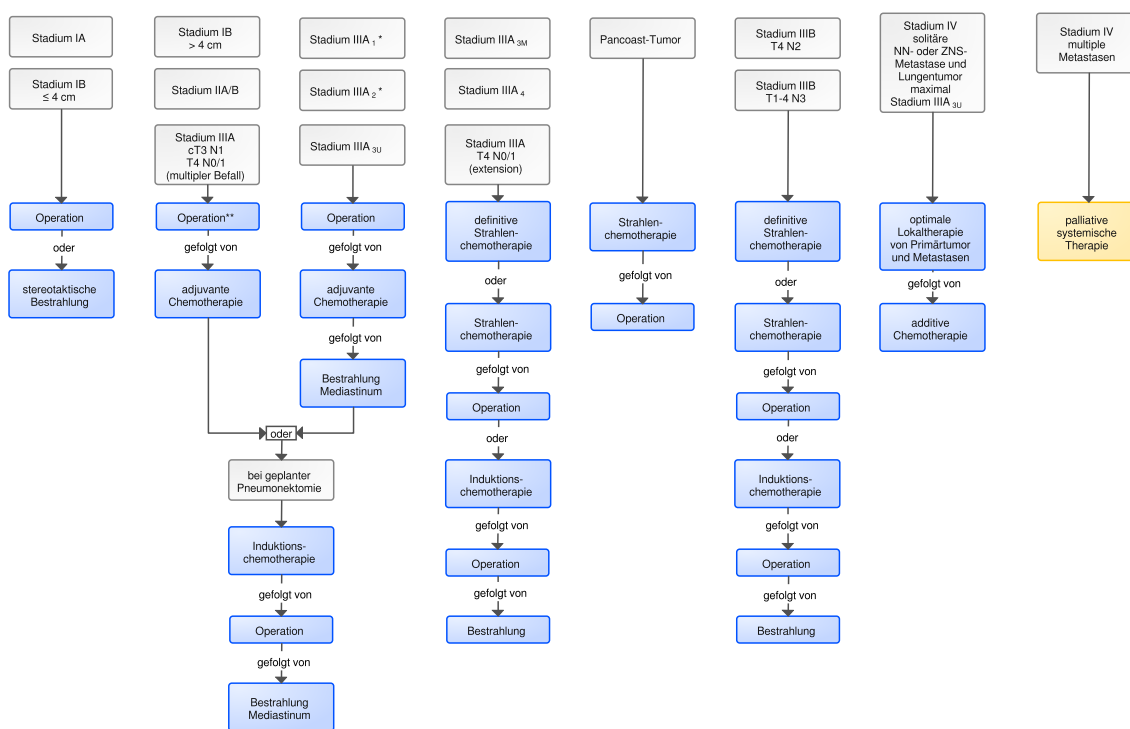 Stadium IA
Stadium IB
≤ 4 cm
Operation
oder
stereotaktische
Bestrahlung
Stadium IB
> 4 cm
Stadium IIA/B
Stadium IIIA
cT3 N1
T4 N0/1
(multipler Befall)
Operation**
gefolgt von
adjuvante
Chemotherapie
Stadium IIIA 1 *
Stadium IIIA 2 *
Stadium IIIA 3U
Operation
gefolgt von
adjuvante
Chemotherapie
gefolgt von
Bestrahlung
Mediastinum
oder
bei geplanter
Pneumonektomie
Induktions-
chemotherapie
gefolgt von
Operation
gefolgt von
Bestrahlung
Mediastinum
Stadium IIIA 3M
Stadium IIIA 4
Stadium IIIA
T4 N0/1
(extension)
definitive
Strahlen-
chemotherapie
oder
Strahlen-
chemotherapie
gefolgt von
Operation
oder
Induktions-
chemotherapie
gefolgt von
Operation
gefolgt von
Bestrahlung
Pancoast-Tumor
Strahlen-
chemotherapie
gefolgt von
Operation
Stadium IIIB
T4 N2
Stadium IIIB
T1-4 N3
definitive
Strahlen-
chemotherapie
oder
Strahlen-
chemotherapie
gefolgt von
Operation
oder
Induktions-
chemotherapie
gefolgt von
Operation
gefolgt von
Bestrahlung
Stadium IV
solitäre
NN- oder ZNS-
Metastase und
Lungentumor
maximal
Stadium IIIA 3U
optimale
Lokaltherapie
von Primärtumor
und Metastasen
gefolgt von
additive
Chemotherapie
Stadium IV
multiple
Metastasen
palliative
systemische
Therapie